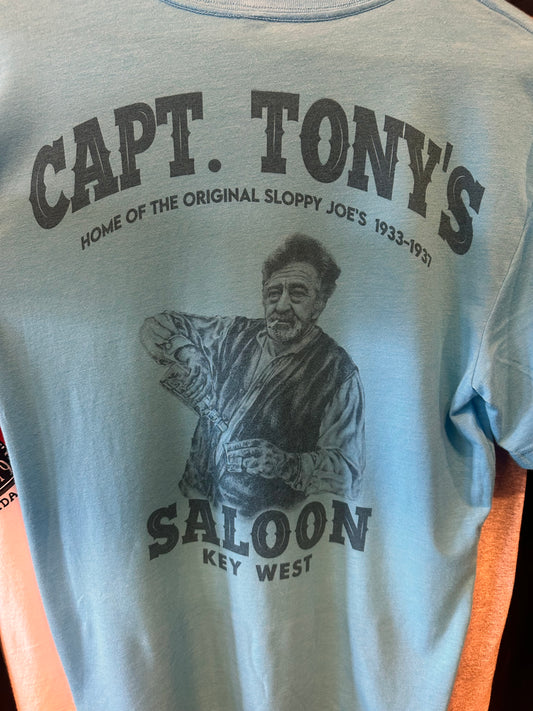 CAPT. TONY'S
HOME OF THE ORIGINAL SLOPPY JOE'S 1933-1937
SALOON
KEY WEST